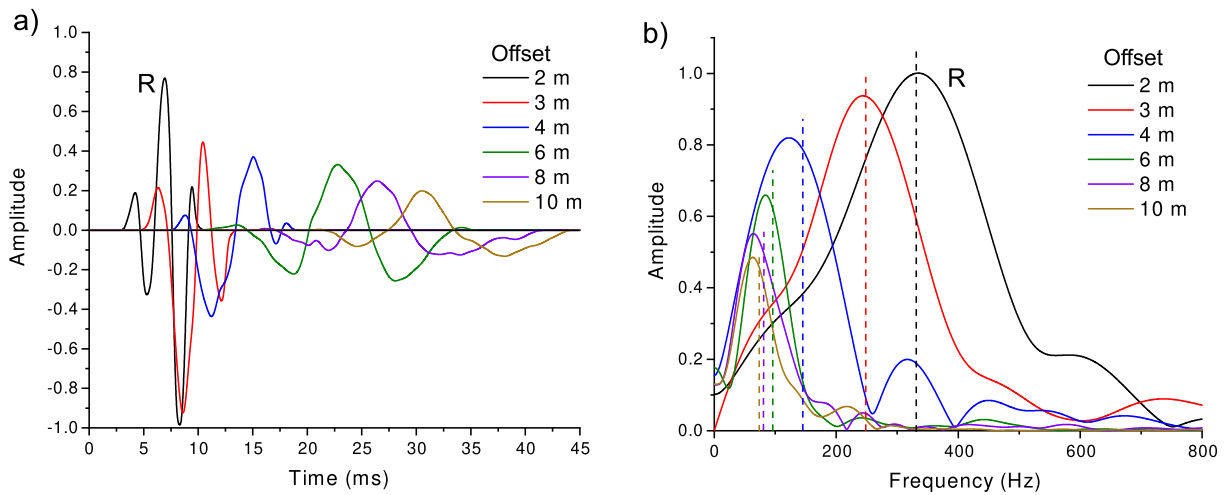 a)
1.0
0.8
0.6
0.4
0.2
0.0
-0.2
-0.4
-0.6
-0.8
-1.0
Amplitude
0 5 10 15 20 25 30 35 40 45
Time (ms)
R
Offset
2 m
3 m
4 m
6 m
8 m
10 m
b)
1.0
0.8
0.6
0.4
0.2
0.0
Amplitude
0 200 400 600 800
Frequency (Hz)
R
Offset
2 m
3 m
4 m
6 m
8 m
10 m